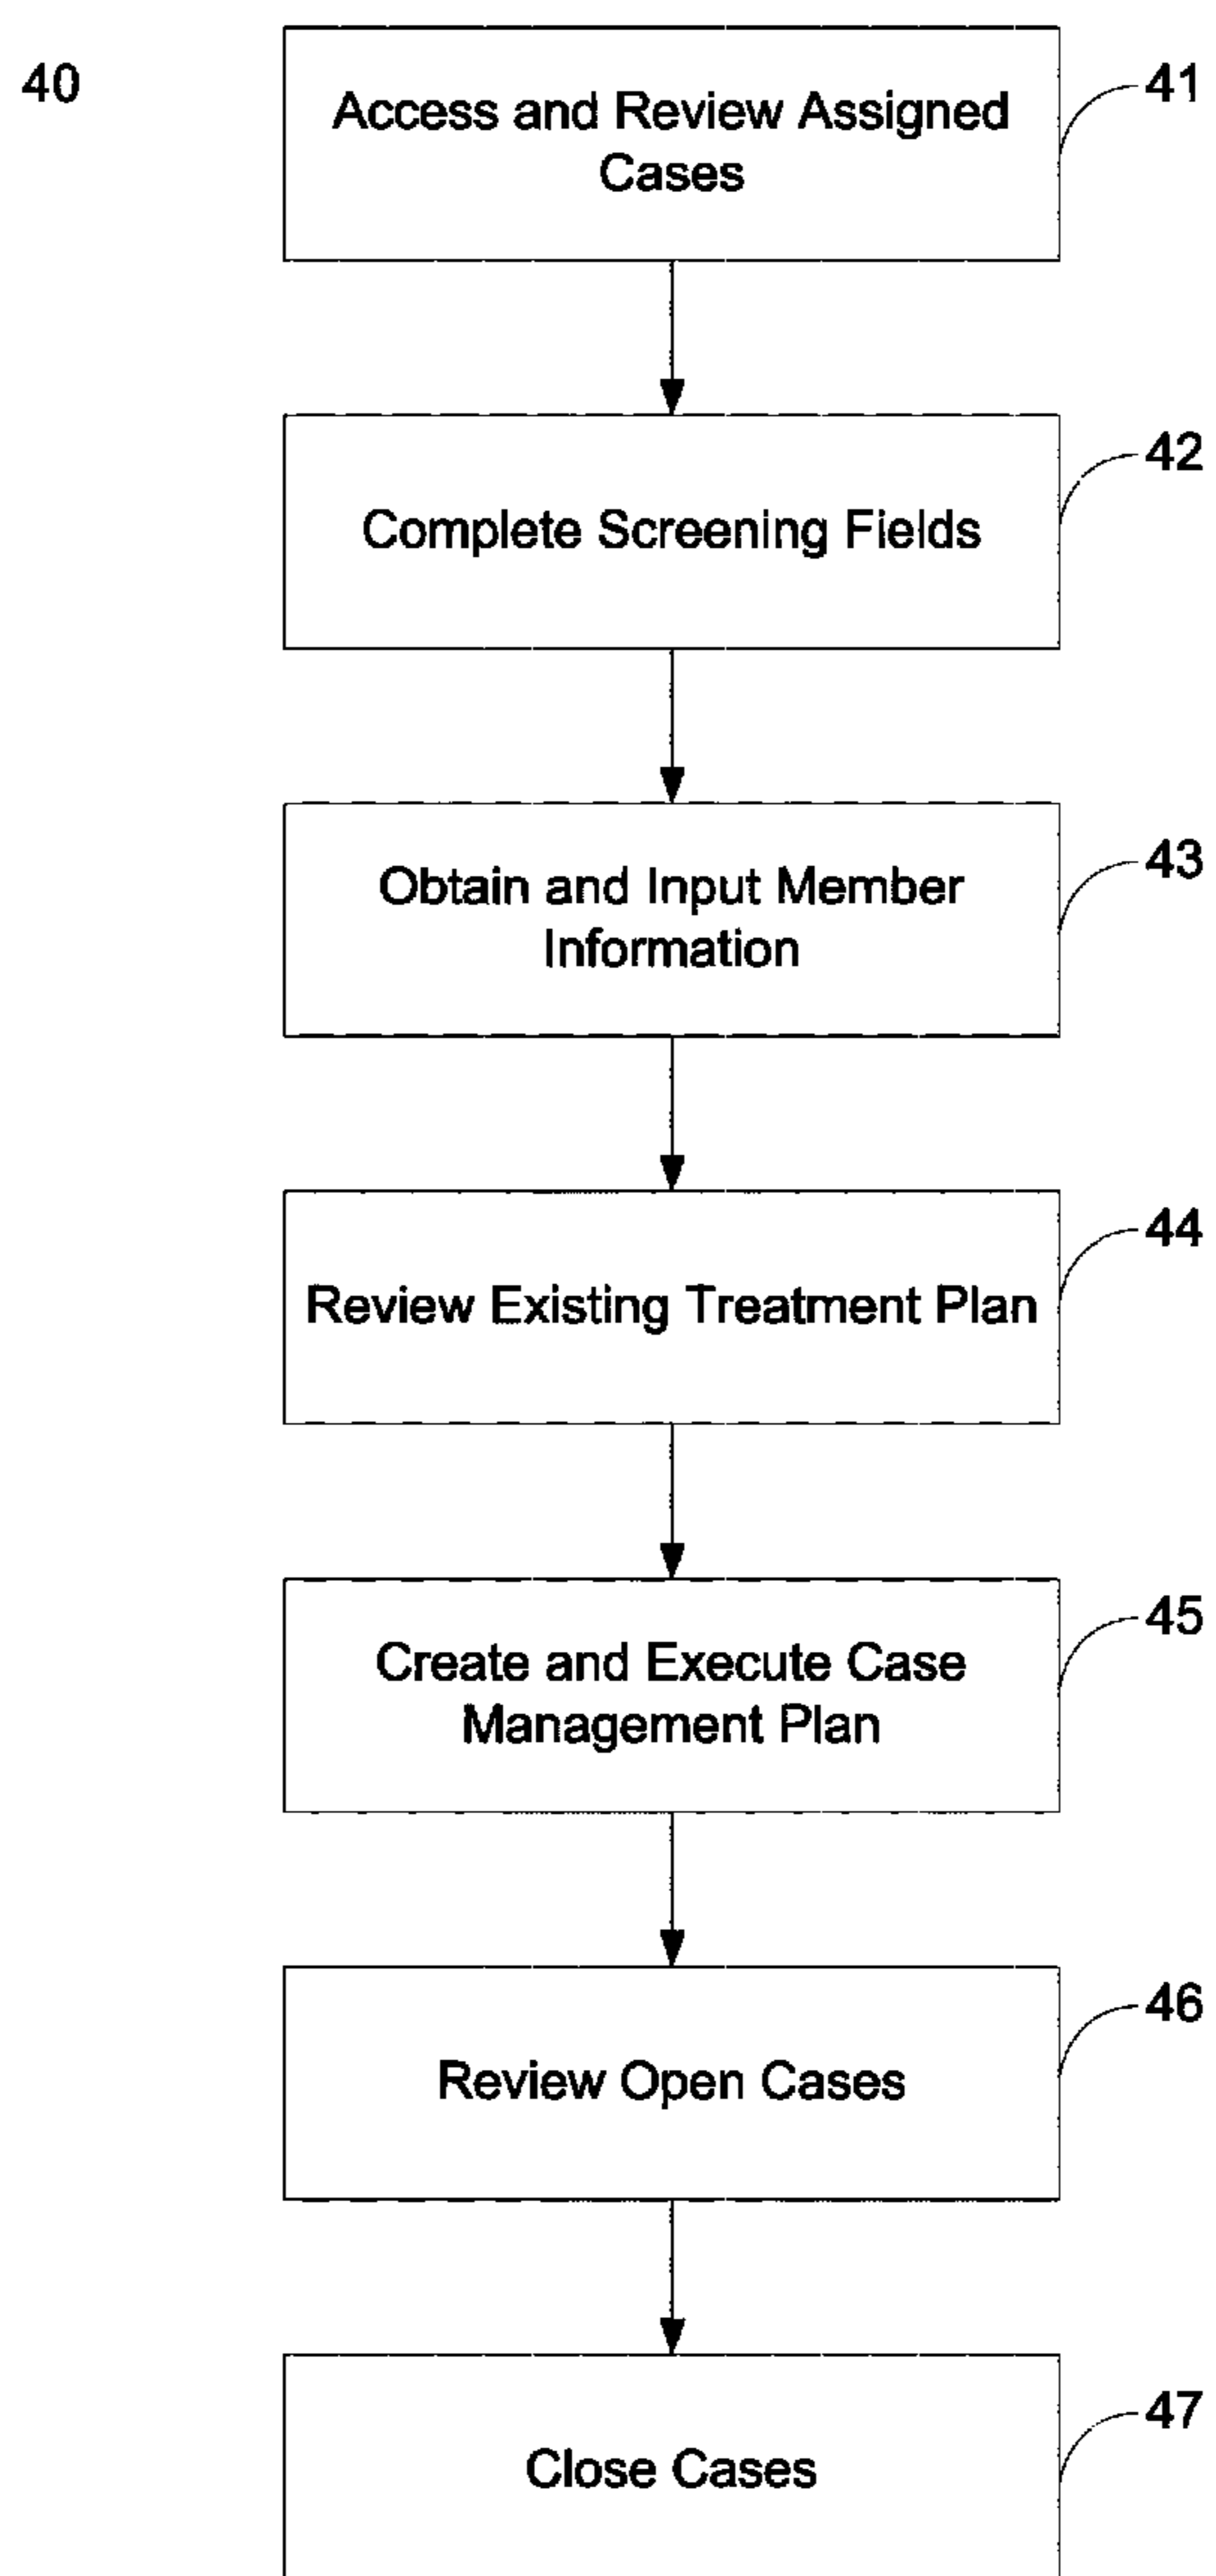 40
Access and Review Assigned
Cases
41
Complete Screening Fields
42
Obtain and Input Member
Information
43
Review Existing Treatment Plan
44
Create and Execute Case
Management Plan
45
Review Open Cases
46
Close Cases
47